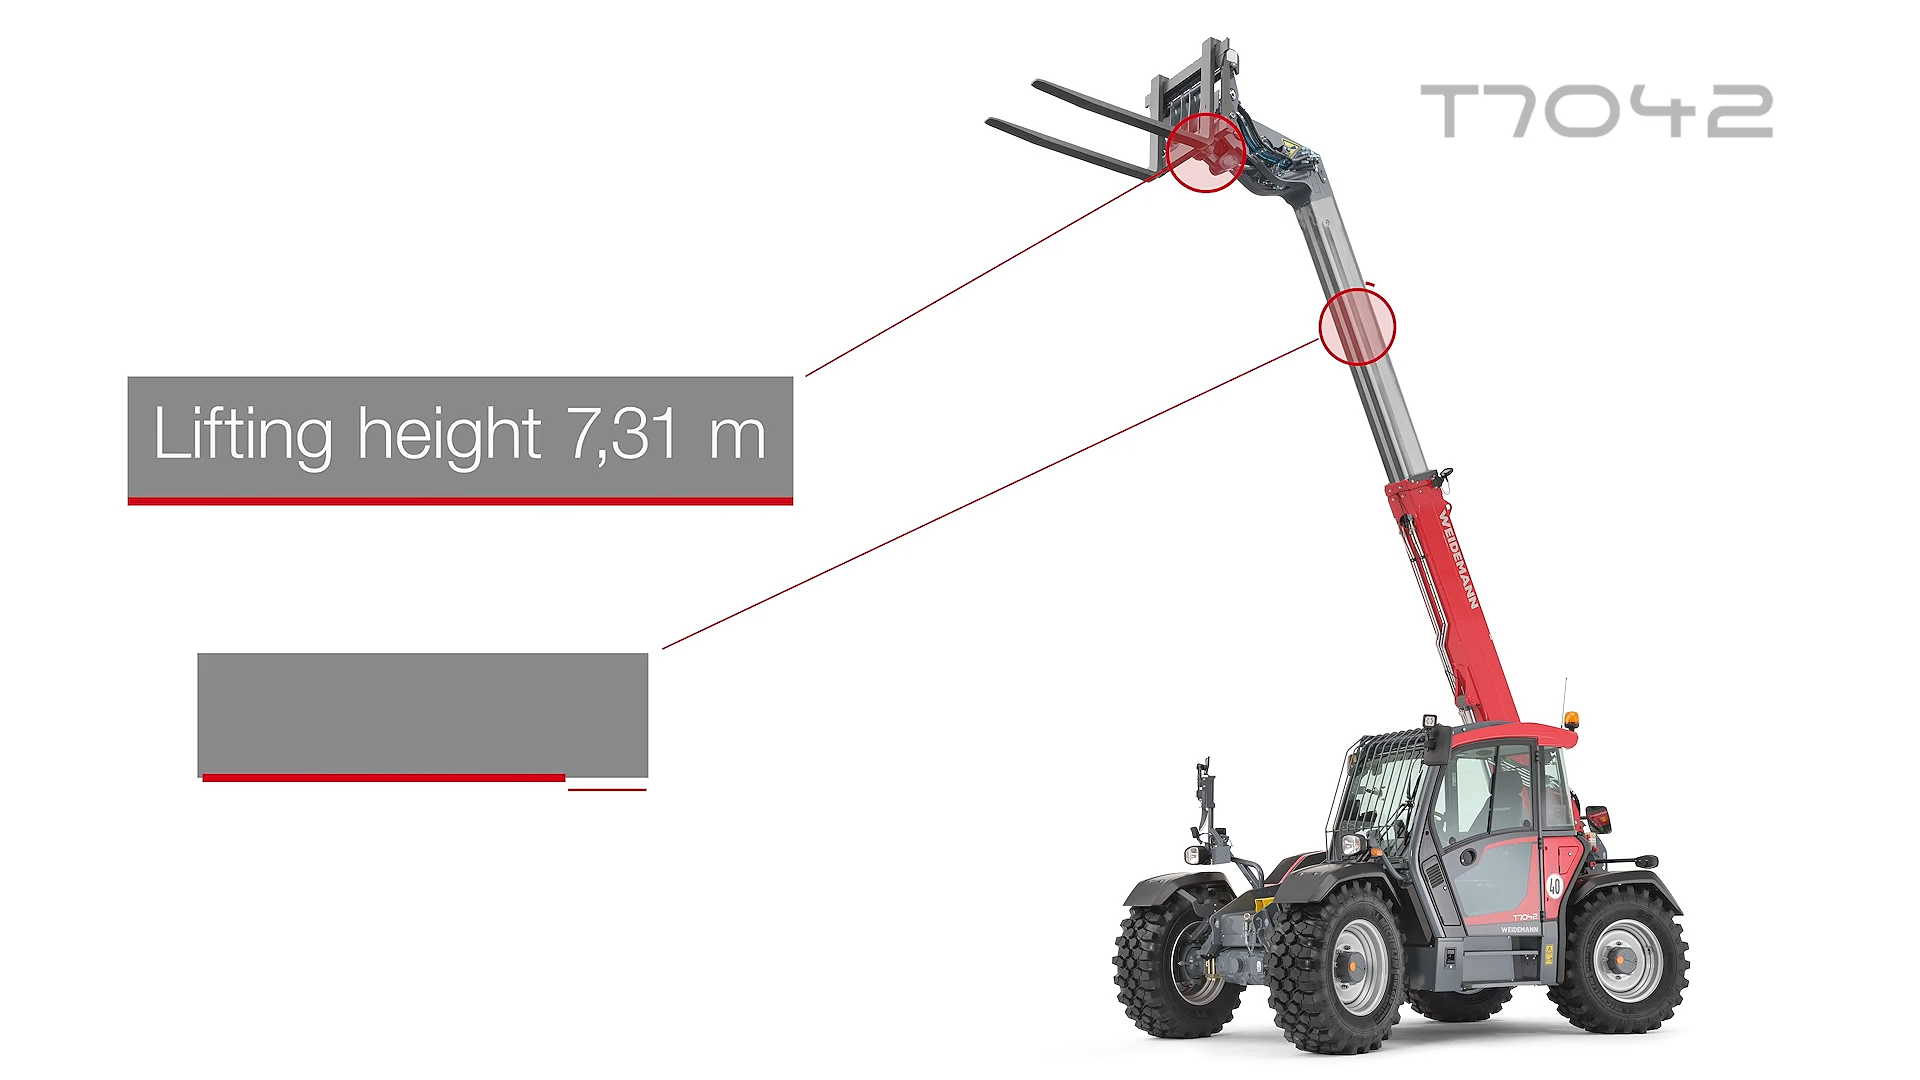 T7042
Lifting height 7,31 m
WEIDEMANN
40
T7042
WEIDEMANN